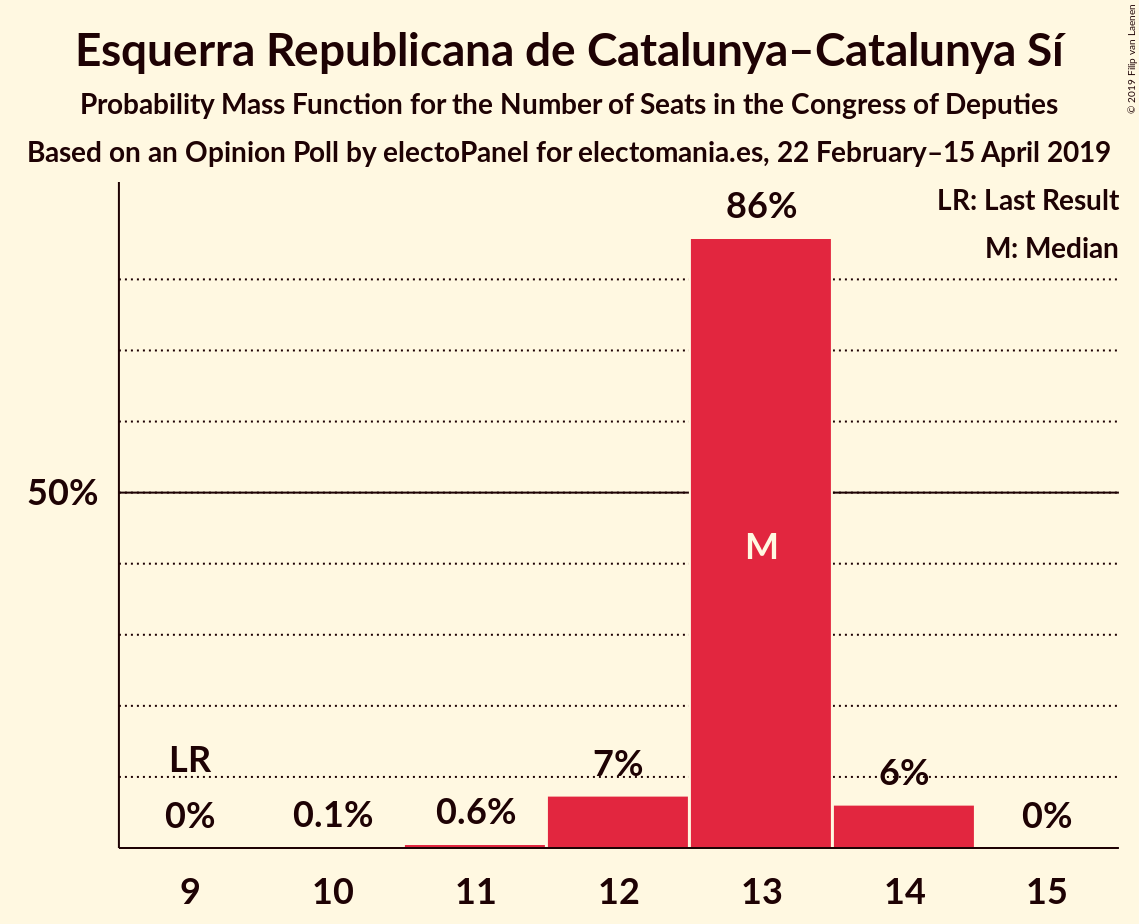 Esquerra Republicana de Catalunya–Catalunya Sí
Probability Mass Function for the Number of Seats in the Congress of Deputies
Based on an Opinion Poll by electoPanel for electomania.es, 22 February–15 April 2019
© 2019 Filip van Laenen
LR: Last Result
M: Median
86%
50%
M
LR
7%
6%
0%
0.1%
0.6%
0%
9 10 11 12 13 14 15